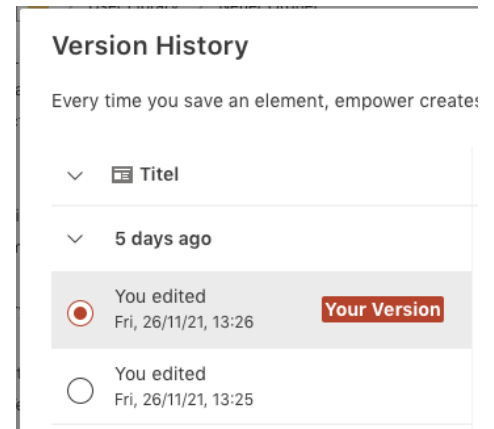 Version History
Every time you save an element, empower creates
Titel
5 days ago
You edited
Fri, 26/11/21, 13:26
Your Version
You edited
Fri, 26/11/21, 13:25